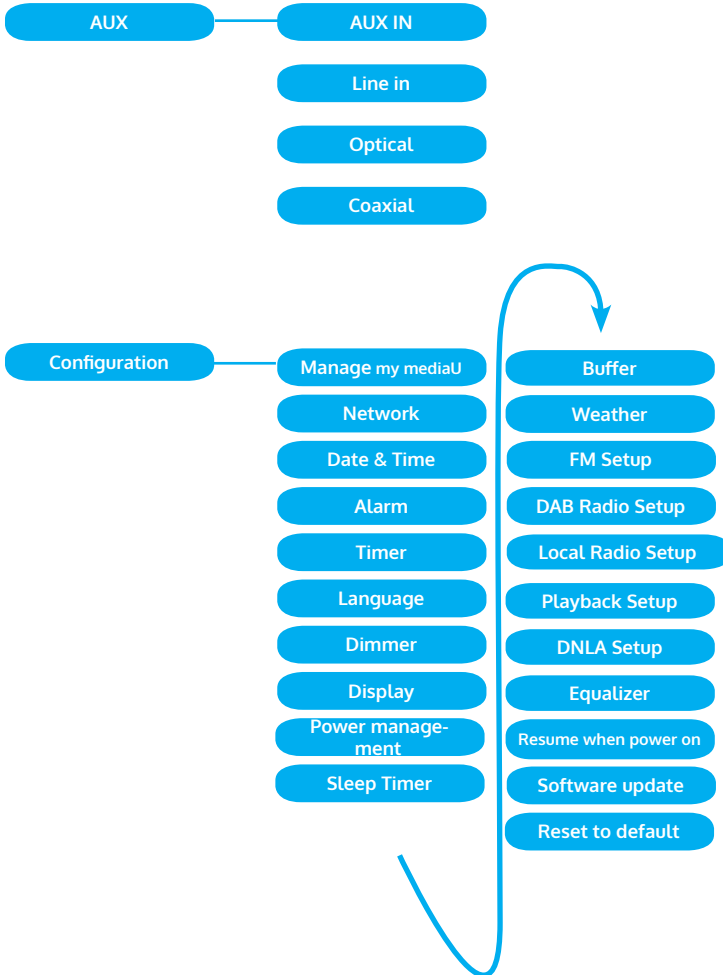 AUX
AUX IN
Line in
Optical
Coaxial
Configuration
Manage my mediaU
Network
Date & Time
Alarm
Timer
Language
Dimmer
Display
Power manage-
ment
Sleep Timer
Buffer
Weather
FM Setup
DAB Radio Setup
Local Radio Setup
Playback Setup
DNLA Setup
Equalizer
Resume when power on
Software update
Reset to default